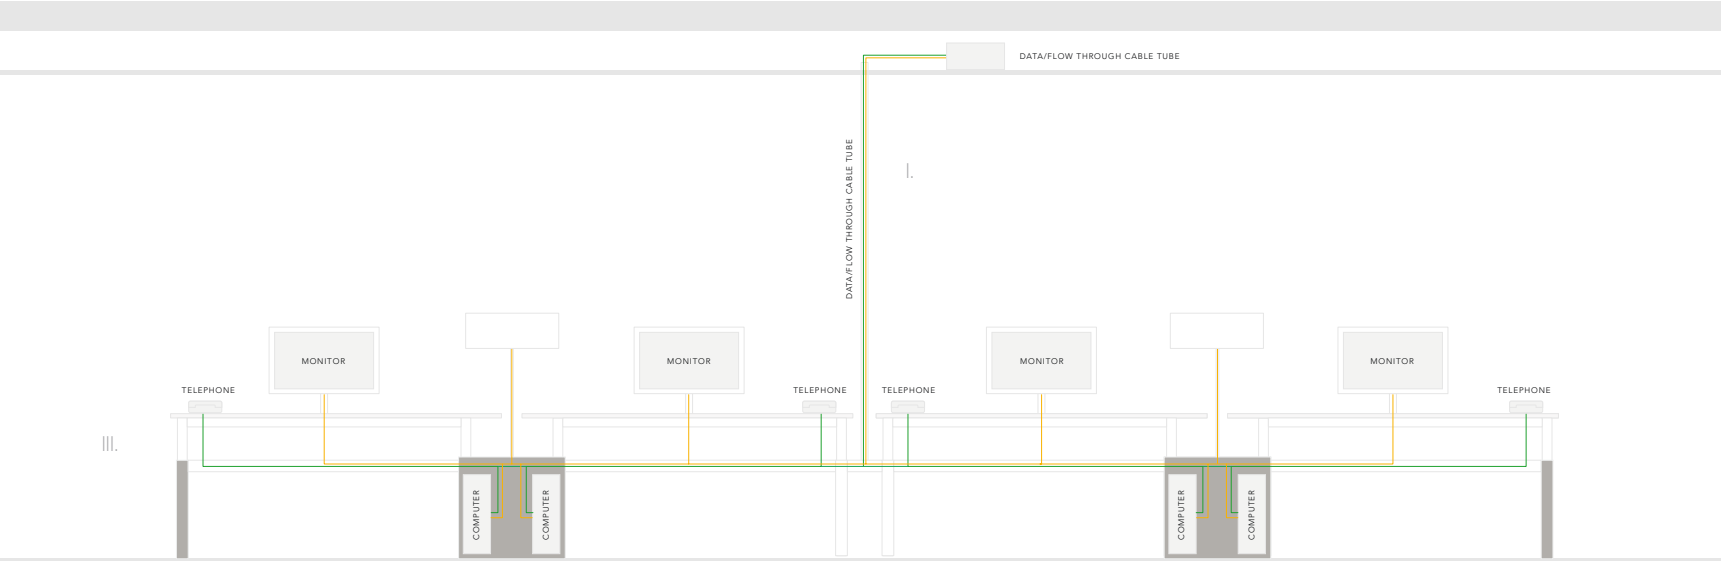 DATA/FLOW THROUGH CABLE TUBE
DATA/FLOW THROUGH CABLE TUBE
I.
MONITOR
MONITOR
MONITOR
MONITOR
TELEPHONE
TELEPHONE
TELEPHONE
TELEPHONE
III.
COMPUTER
COMPUTER
COMPUTER
COMPUTER